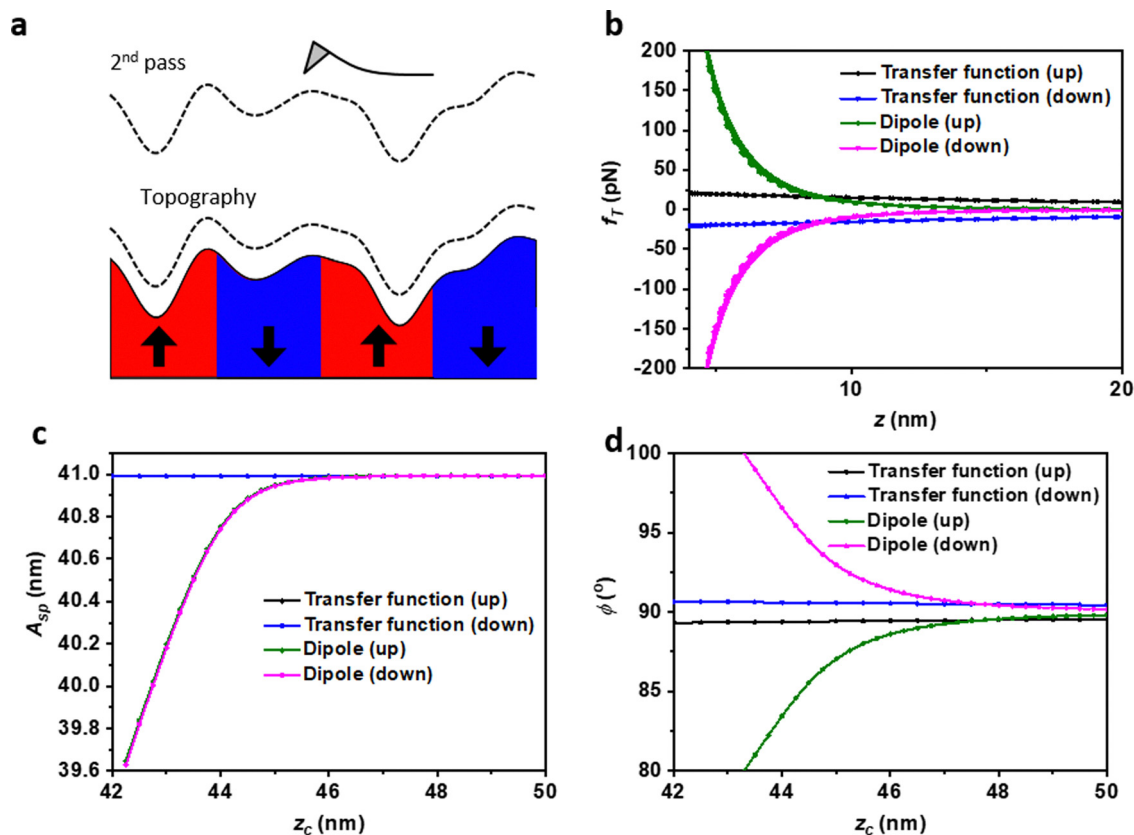 a
2nd pass
Topography
b
200
150
100
50
0
-50
-100
-150
-200
fT (pN)
Transfer function (up)
Transfer function (down)
Dipole (up)
Dipole (down)
10
20
z (nm)
c
41.0
40.8
40.6
40.4
40.2
40.0
39.8
39.6
Asp (nm)
Transfer function (up)
Transfer function (down)
Dipole (up)
Dipole (down)
42
44
46
48
50
zc (nm)
d
100
95
90
85
80
ϕ (º)
Transfer function (up)
Transfer function (down)
Dipole (up)
Dipole (down)
42
44
46
48
50
zc (nm)